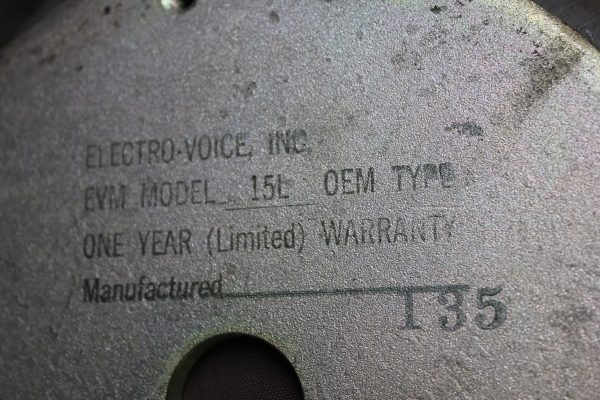 ELECTRO-VOICE, INC.
EVM MODEL 15L OEM TYPE
ONE YEAR (Limited) WARRANTY
Manufactured 135